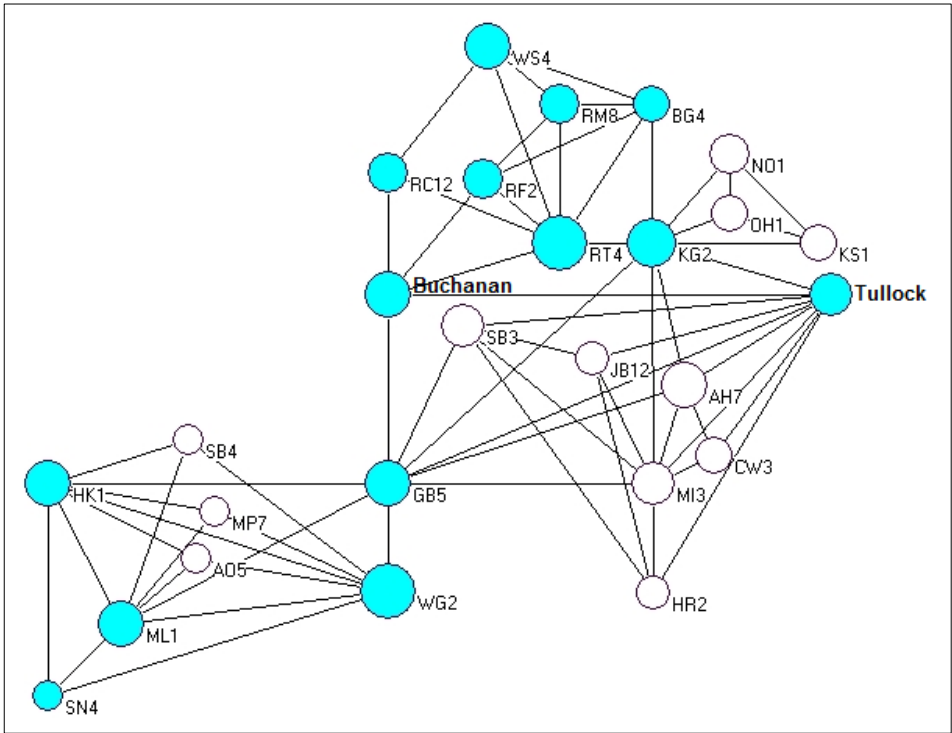 WS4
RM8
BG4
NO1
RC12
RF2
OH1
RT4
KG2
KS1
Buchanan
Tullock
SB3
JB12
AH7
SB4
CW3
HK1
GB5
MI3
MP7
AO5
WG2
HR2
ML1
SN4